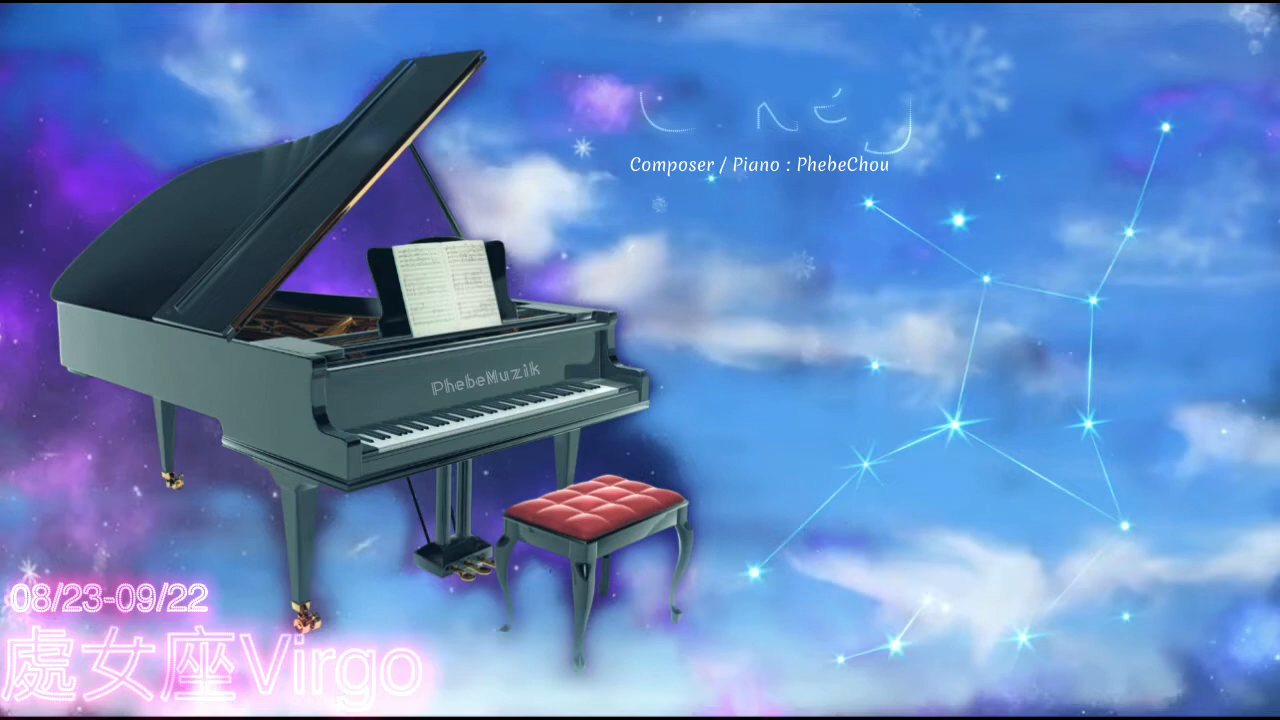 Composer / Piano : PhebeChou
PhebeMuzik
08/23-09/22
處女座Virgo